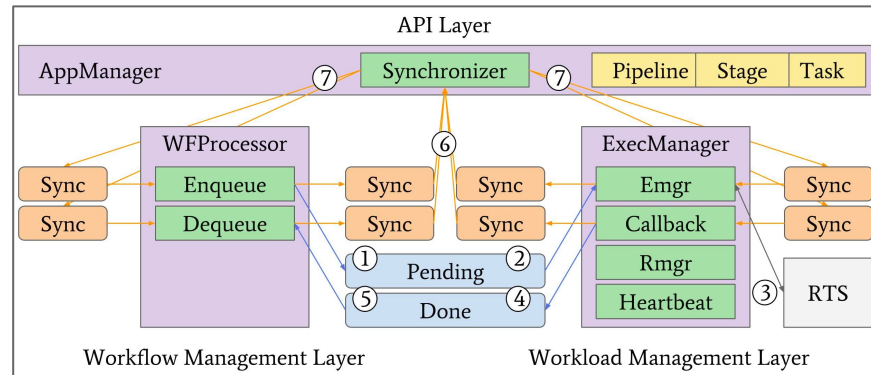 API Layer
AppManager
⑦
Synchronizer
⑦
Pipeline
Stage
Task
WFProcessor
⑥
ExecManager
Sync
Enqueue
Sync
Sync
Emgr
Sync
Sync
Dequeue
Sync
Sync
Callback
Sync
①
Pending
②
Rmgr
③
RTS
⑤
Done
④
Heartbeat
Workflow Management Layer
Workload Management Layer